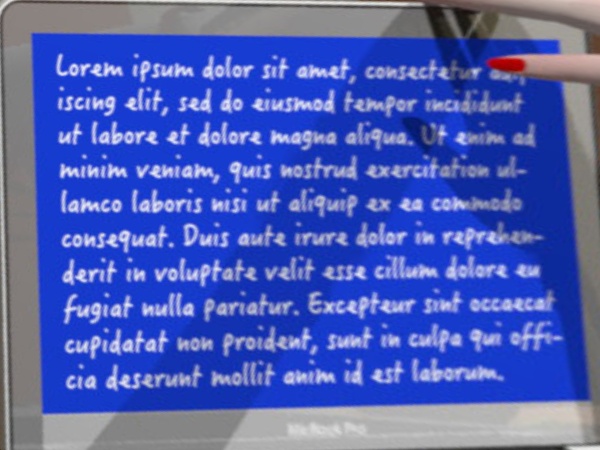 Lorem ipsum dolor sit amet, consectetur adip
iscing elit, sed do eiusmod tempor incididunt
ut labore et dolore magna aliqua. Ut enim ad
minim veniam, quis nostrud exercitation ul-
lamco laboris nisi ut aliquip ex ea commodo
consequat. Duis aute irure dolor in reprehen-
derit in voluptate velit esse cillum dolore eu
fugiat nulla pariatur. Excepteur sint occaecat
cupidatat non proident, sunt in culpa qui offi-
cia deserunt mollit anim id est laborum.
MacBook Pro